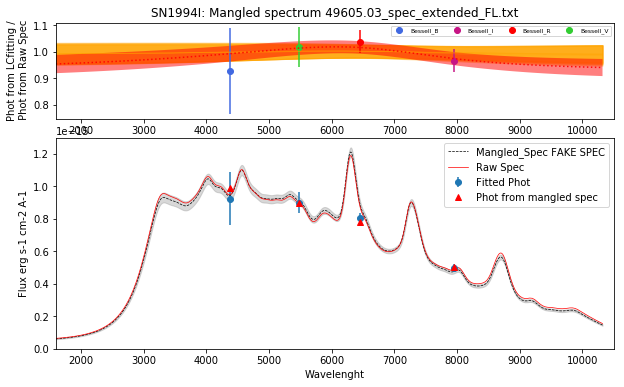 SN1994I: Mangled spectrum 49605.03_spec_extended_FL.txt
Phot from LCfitting /
Phot from Raw Spec
1.1
1.0
0.9
0.8
Bessell_B
Bessell_I
Bessell_R
Bessell_V
2000 3000 4000 5000 6000 7000 8000 9000 10000
1e−15
Flux erg s-1 cm-2 A-1
1.2
1.0
0.8
0.6
0.4
0.2
0.0
Mangled_Spec FAKE SPEC
Raw Spec
Fitted Phot
Phot from mangled spec
2000 3000 4000 5000 6000 7000 8000 9000 10000
Wavelenght